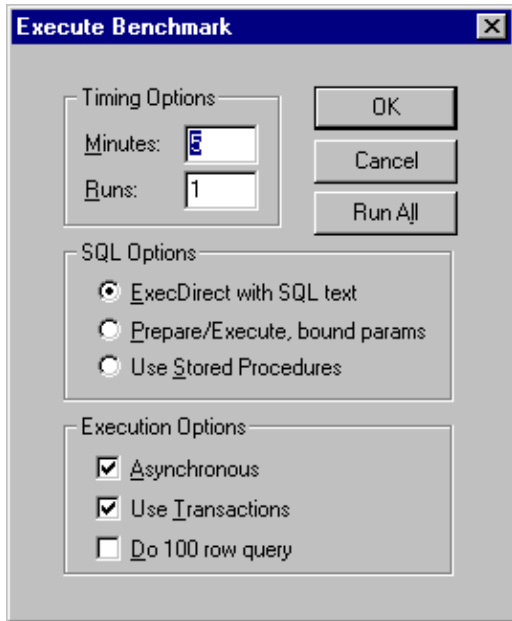 Execute Benchmark
Timing Options
Minutes: 5
Runs: 1
OK
Cancel
Run All
SQL Options
ExecDirect with SQL text
Prepare/Execute, bound params
Use Stored Procedures
Execution Options
Asynchronous
Use Transactions
Do 100 row query